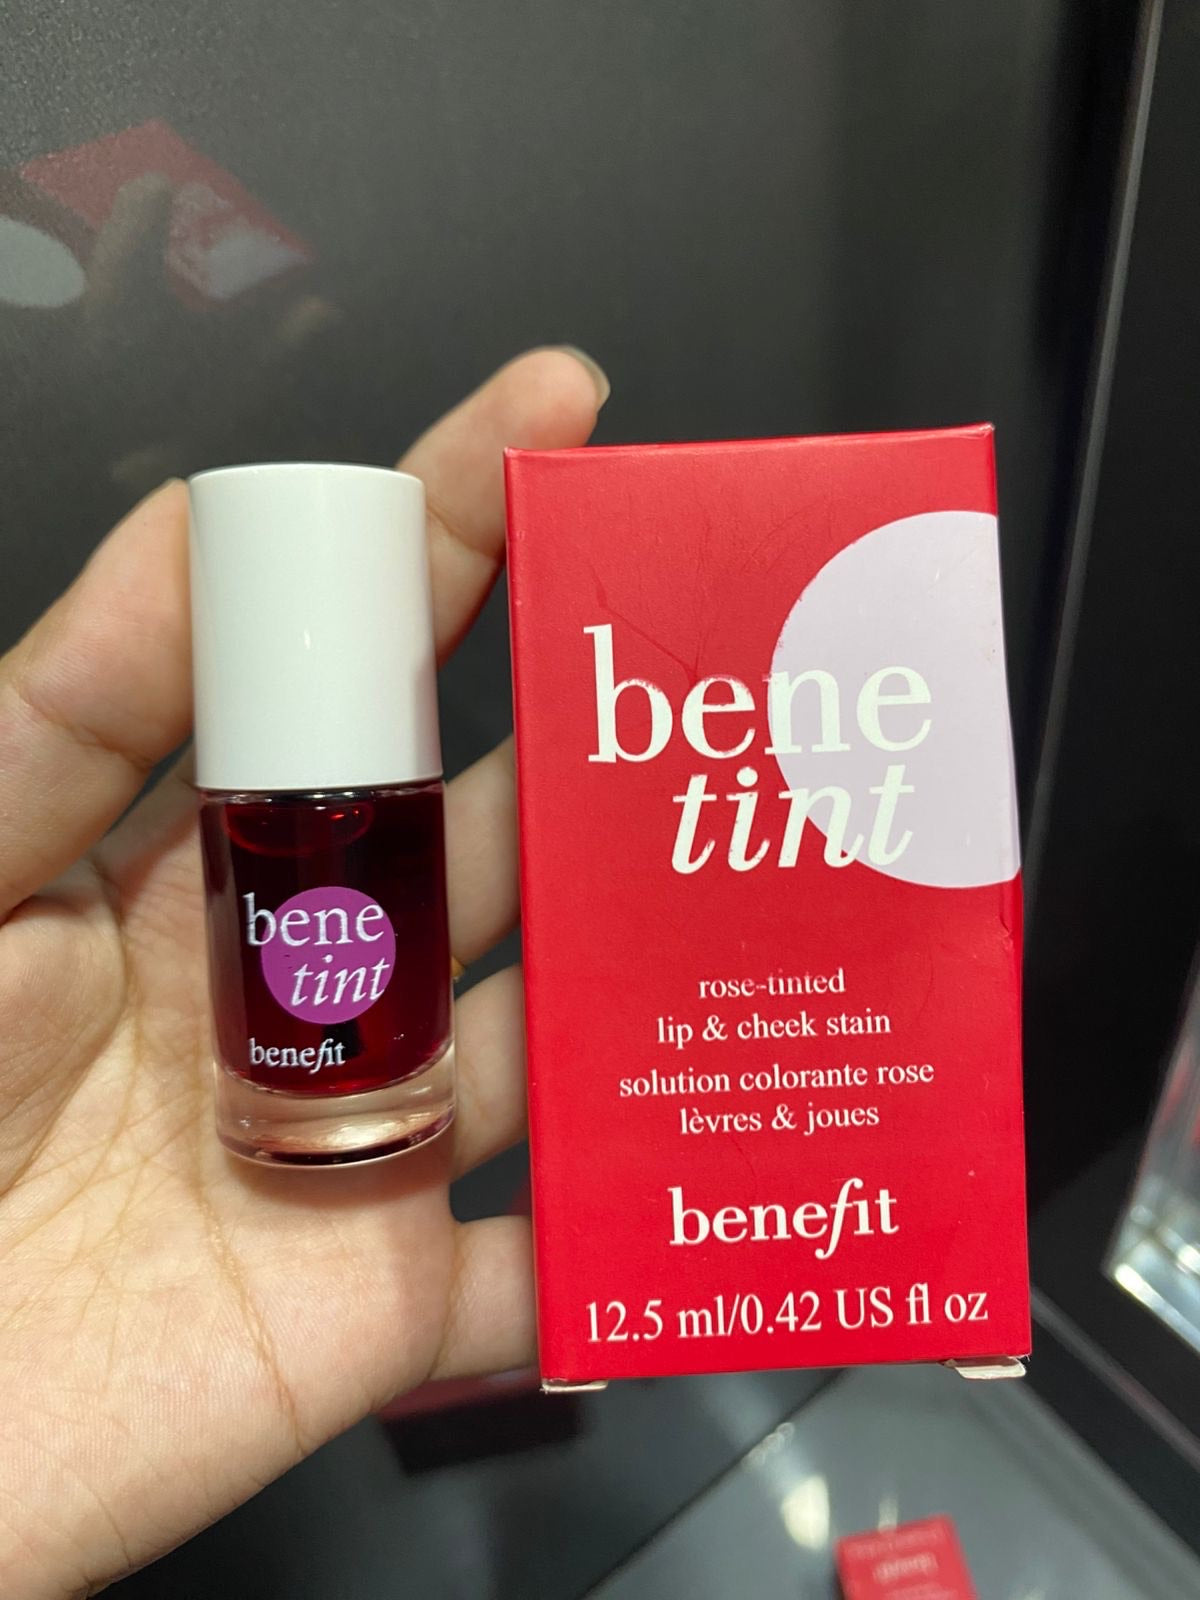 bene
tint
benefit
bene
tint
rose-tinted
lip & cheek stain
solution colorante rose
lèvres & joues
benefit
12.5 ml/0.42 US fl oz